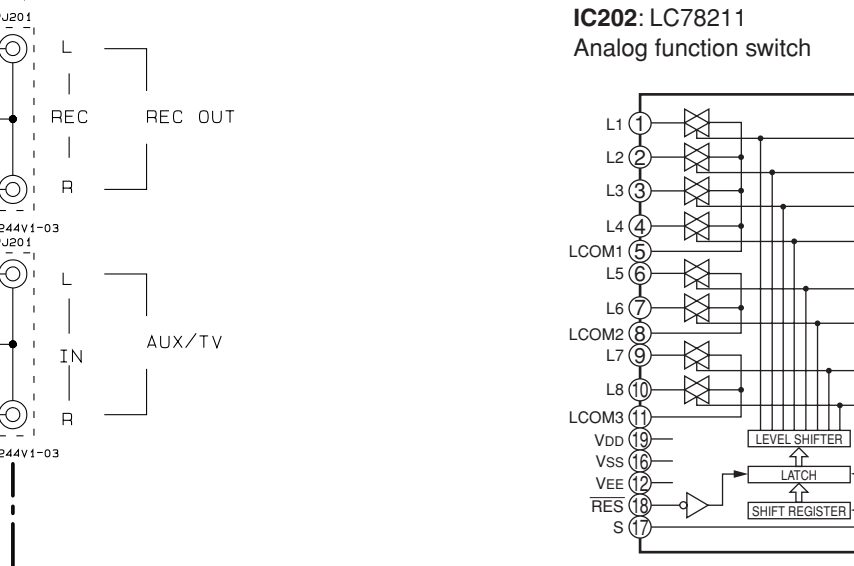 J201
L
REC
R
REC OUT
244V1-03
J201
L
IN
R
AUX/TV
244V1-03
IC202: LC78211
Analog function switch
L1 1
L2 2
L3 3
L4 4
LCOM1 5
L5 6
L6 7
LCOM2 8
L7 9
L8 10
LCOM3 11
VDD 19
VSS 16
VEE 12
RES 18
S 17
LEVEL SHIFTER
LATCH
SHIFT REGISTER